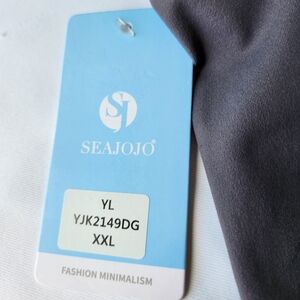 SJ
SEAJOJO®
YL
YJK2149DG
XXL
FASHION MINIMALISM